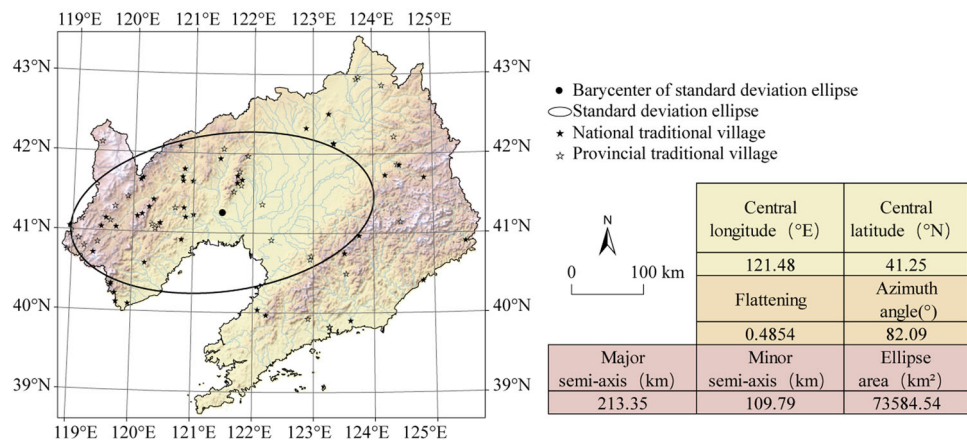 119°E 120°E 121°E 122°E 123°E 124°E 125°E
43°N 43°N
42°N 42°N
41°N 41°N
40°N 40°N
39°N 39°N
119°E 120°E 121°E 122°E 123°E 124°E 125°E
Barycenter of standard deviation ellipse
Standard deviation ellipse
National traditional village
Provincial traditional village
N
0 100 km
Central
longitude (°E)
Central
latitude (°N)
121.48
41.25
Flattening
Azimuth
angle(°)
0.4854
82.09
Major
semi-axis (km)
Minor
semi-axis (km)
Ellipse
area (km²)
213.35
109.79
73584.54